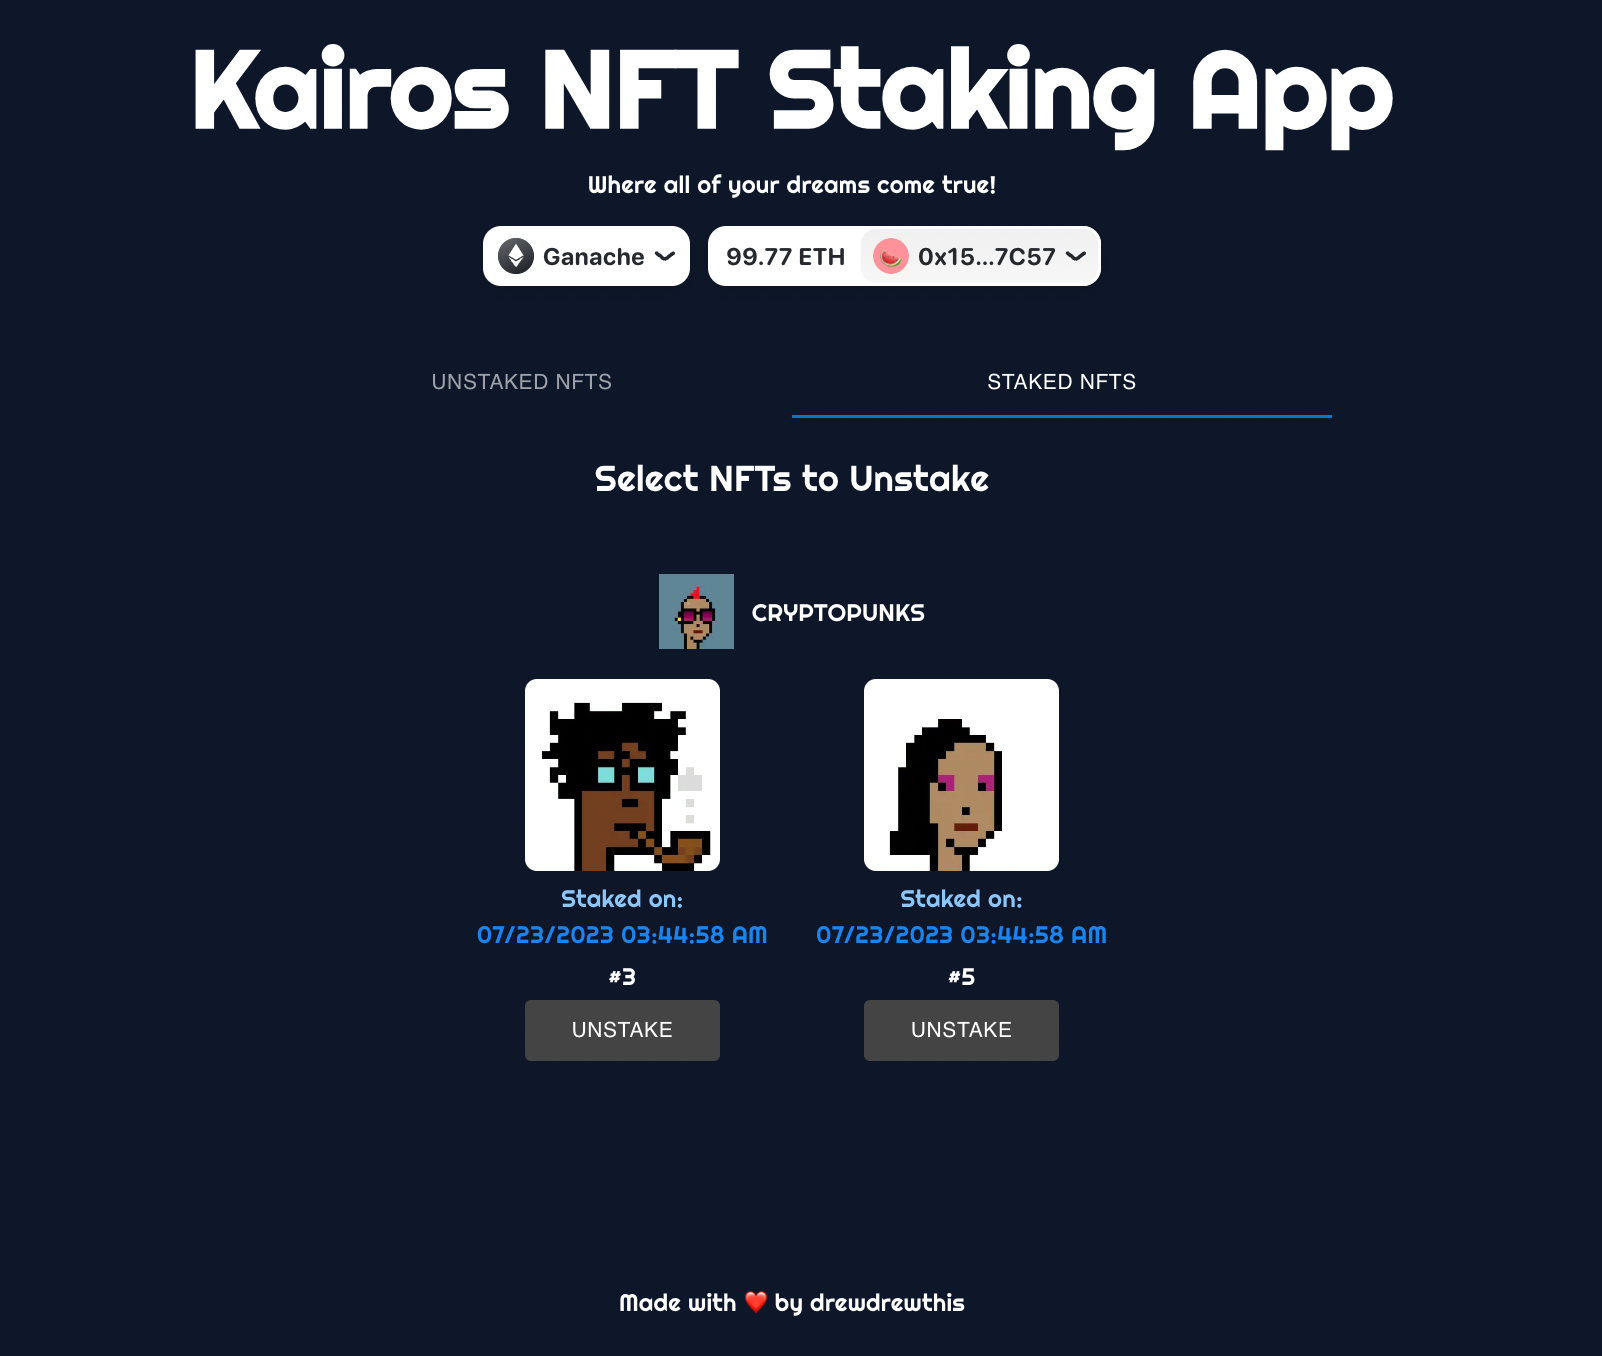 Kairos NFT Staking App
Where all of your dreams come true!
Ganache 99.77 ETH 0x15...7C57
UNSTAKED NFTS STAKED NFTS
Select NFTs to Unstake
CRYPTOPUNKS
Staked on: Staked on:
07/23/2023 03:44:58 AM 07/23/2023 03:44:58 AM
#3 #5
UNSTAKE UNSTAKE
Made with ❤️ by drewdrewthis